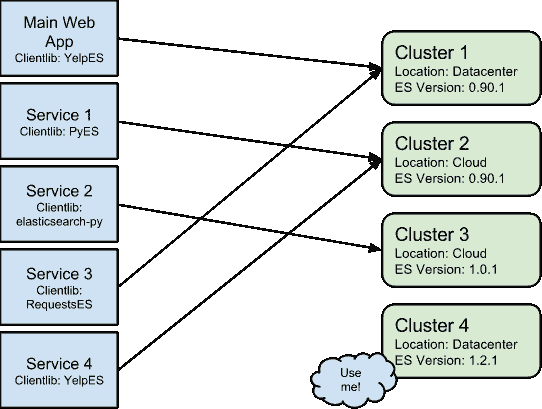 Main Web
App
Clientlib: YelpES
Service 1
Clientlib: PyES
Service 2
Clientlib:
elasticsearch-py
Service 3
Clientlib:
RequestsES
Service 4
Clientlib: YelpES
Cluster 1
Location: Datacenter
ES Version: 0.90.1
Cluster 2
Location: Cloud
ES Version: 0.90.1
Cluster 3
Location: Cloud
ES Version: 1.0.1
Cluster 4
Location: Datacenter
ES Version: 1.2.1
Use
me!